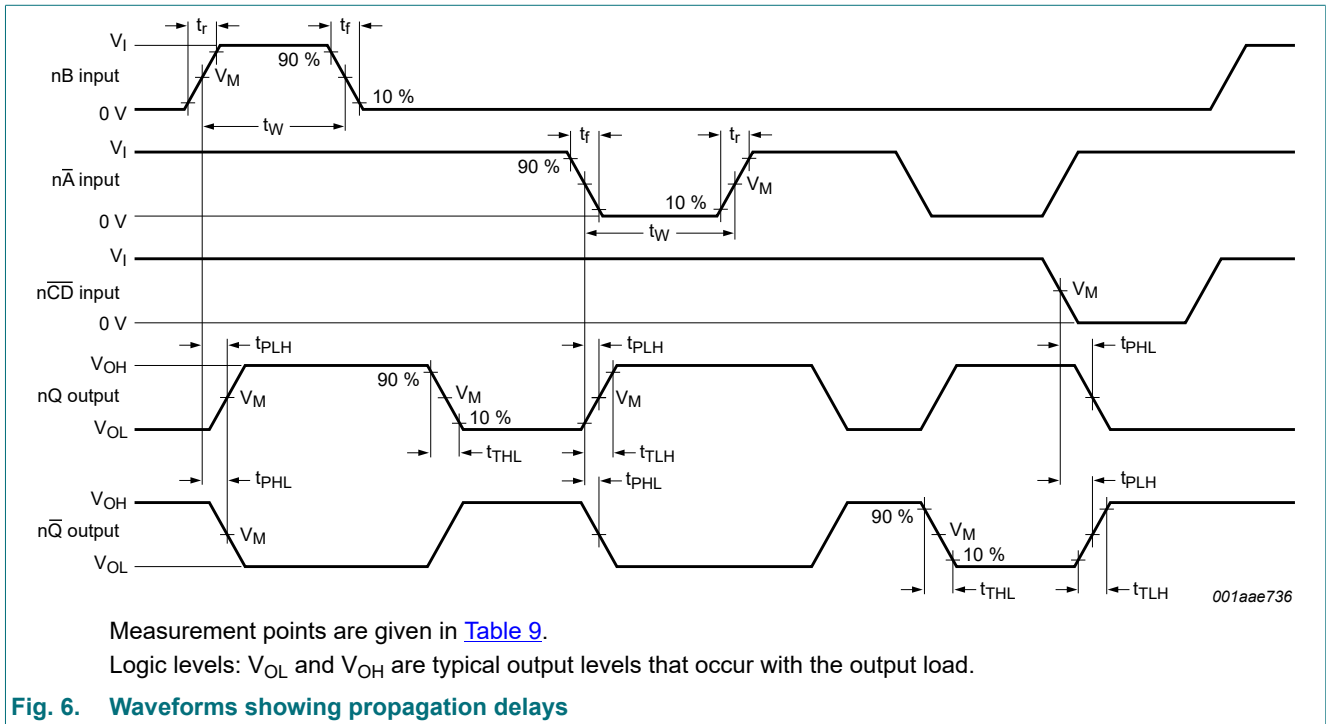 tr tf
VI
90 %
nB input VM
10 %
0 V
tW
tf tr
VI
90 %
nA̅ input VM
10 %
0 V
tW
VI
nC̅D̅ input VM
0 V
tPLH tPLH tPHL
VOH
90 %
nQ output VM VM VM
10 %
VOL
tTHL tTLH
tPHL tPHL tPLH
VOH
90 %
nQ̅ output VM VM
10 %
VOL
tTHL tTLH
001aae736
Measurement points are given in Table 9.
Logic levels: VOL and VOH are typical output levels that occur with the output load.
Fig. 6. Waveforms showing propagation delays